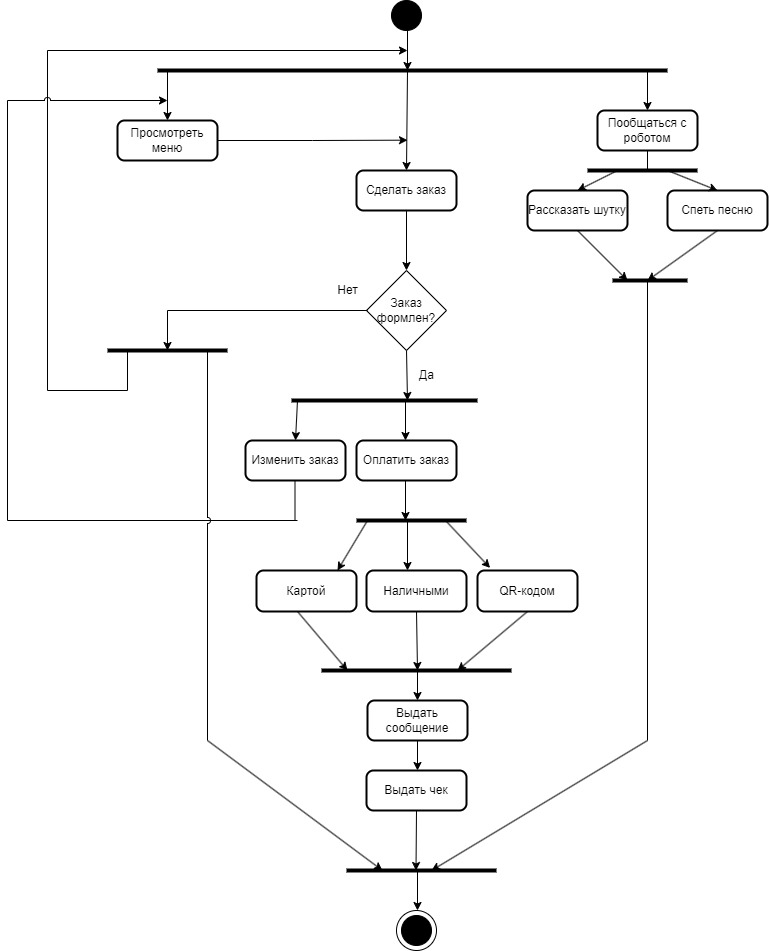 Просмотреть
меню
Пообщаться с
роботом
Сделать заказ
Рассказать шутку
Спеть песню
Нет
Заказ
формлен?
Да
Изменить заказ
Оплатить заказ
Картой
Наличными
QR-кодом
Выдать
сообщение
Выдать чек